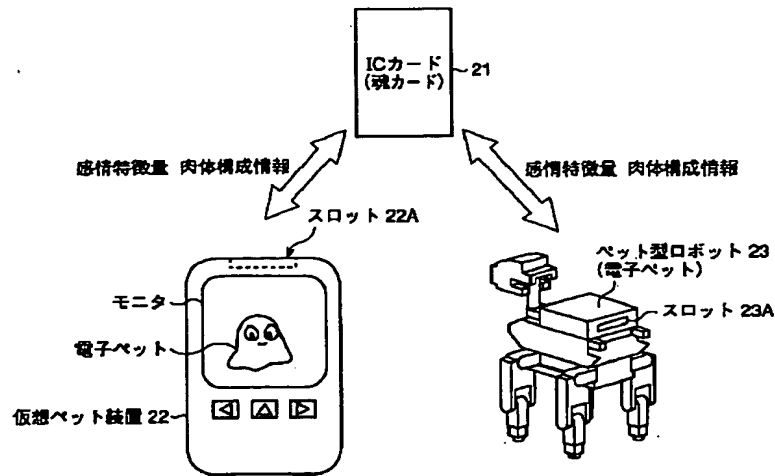 ICカード
(魂カード)
21
感情特徴量 肉体構成情報
感情特徴量 肉体構成情報
スロット 22A
ペット型ロボット 23
(電子ペット)
モニタ
スロット 23A
電子ペット
仮想ペット装置 22